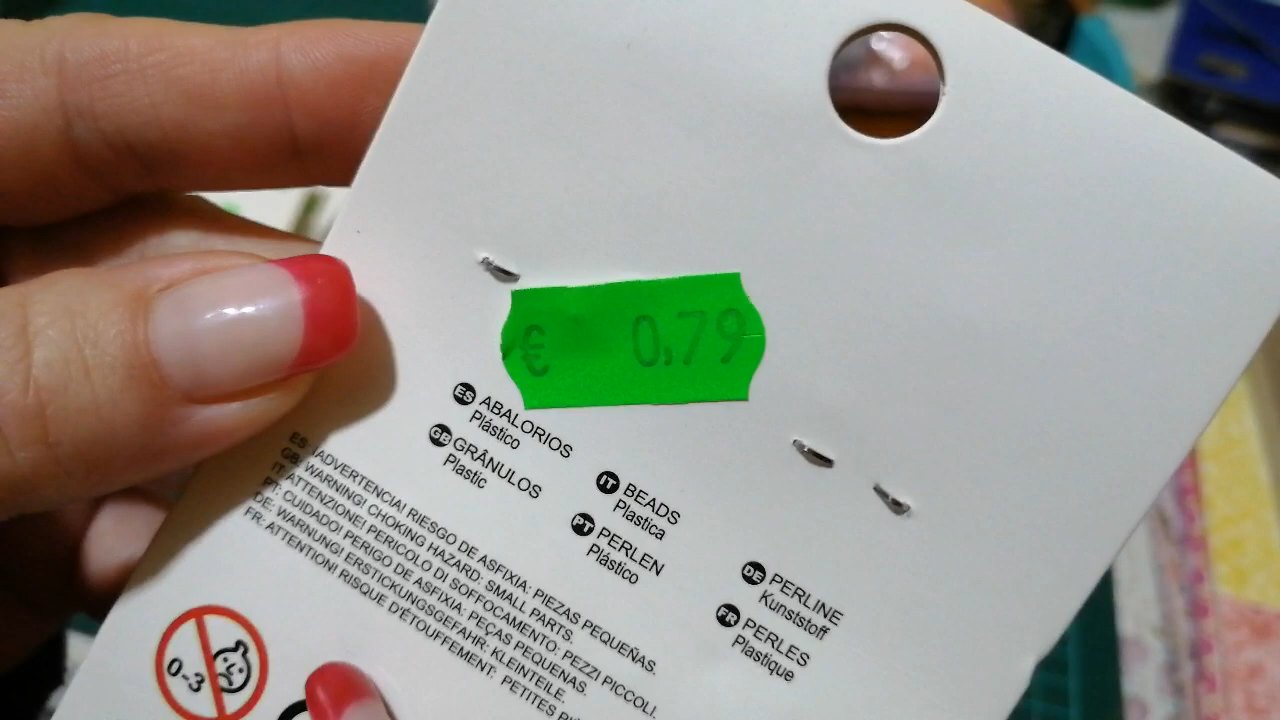 € 0,79
ES ABALORIOS
Plástico
GB GRÂNULOS
Plastic
IT BEADS
Plastica
PT PERLEN
Plástico
DE PERLINE
Kunststoff
FR PERLES
Plastique
ES: ¡ADVERTENCIA! RIESGO DE ASFIXIA: PIEZAS PEQUEÑAS.
GB: WARNING! CHOKING HAZARD: SMALL PARTS.
IT: ATTENZIONE! PERICOLO DI SOFFOCAMENTO: PEZZI PICCOLI.
PT: CUIDADO! PERIGO DE ASFIXIA: PEÇAS PEQUENAS.
DE: WARNUNG! ERSTICKUNGSGEFAHR: KLEINTEILE.
FR: ATTENTION! RISQUE D'ÉTOUFFEMENT: PETITES
0-3